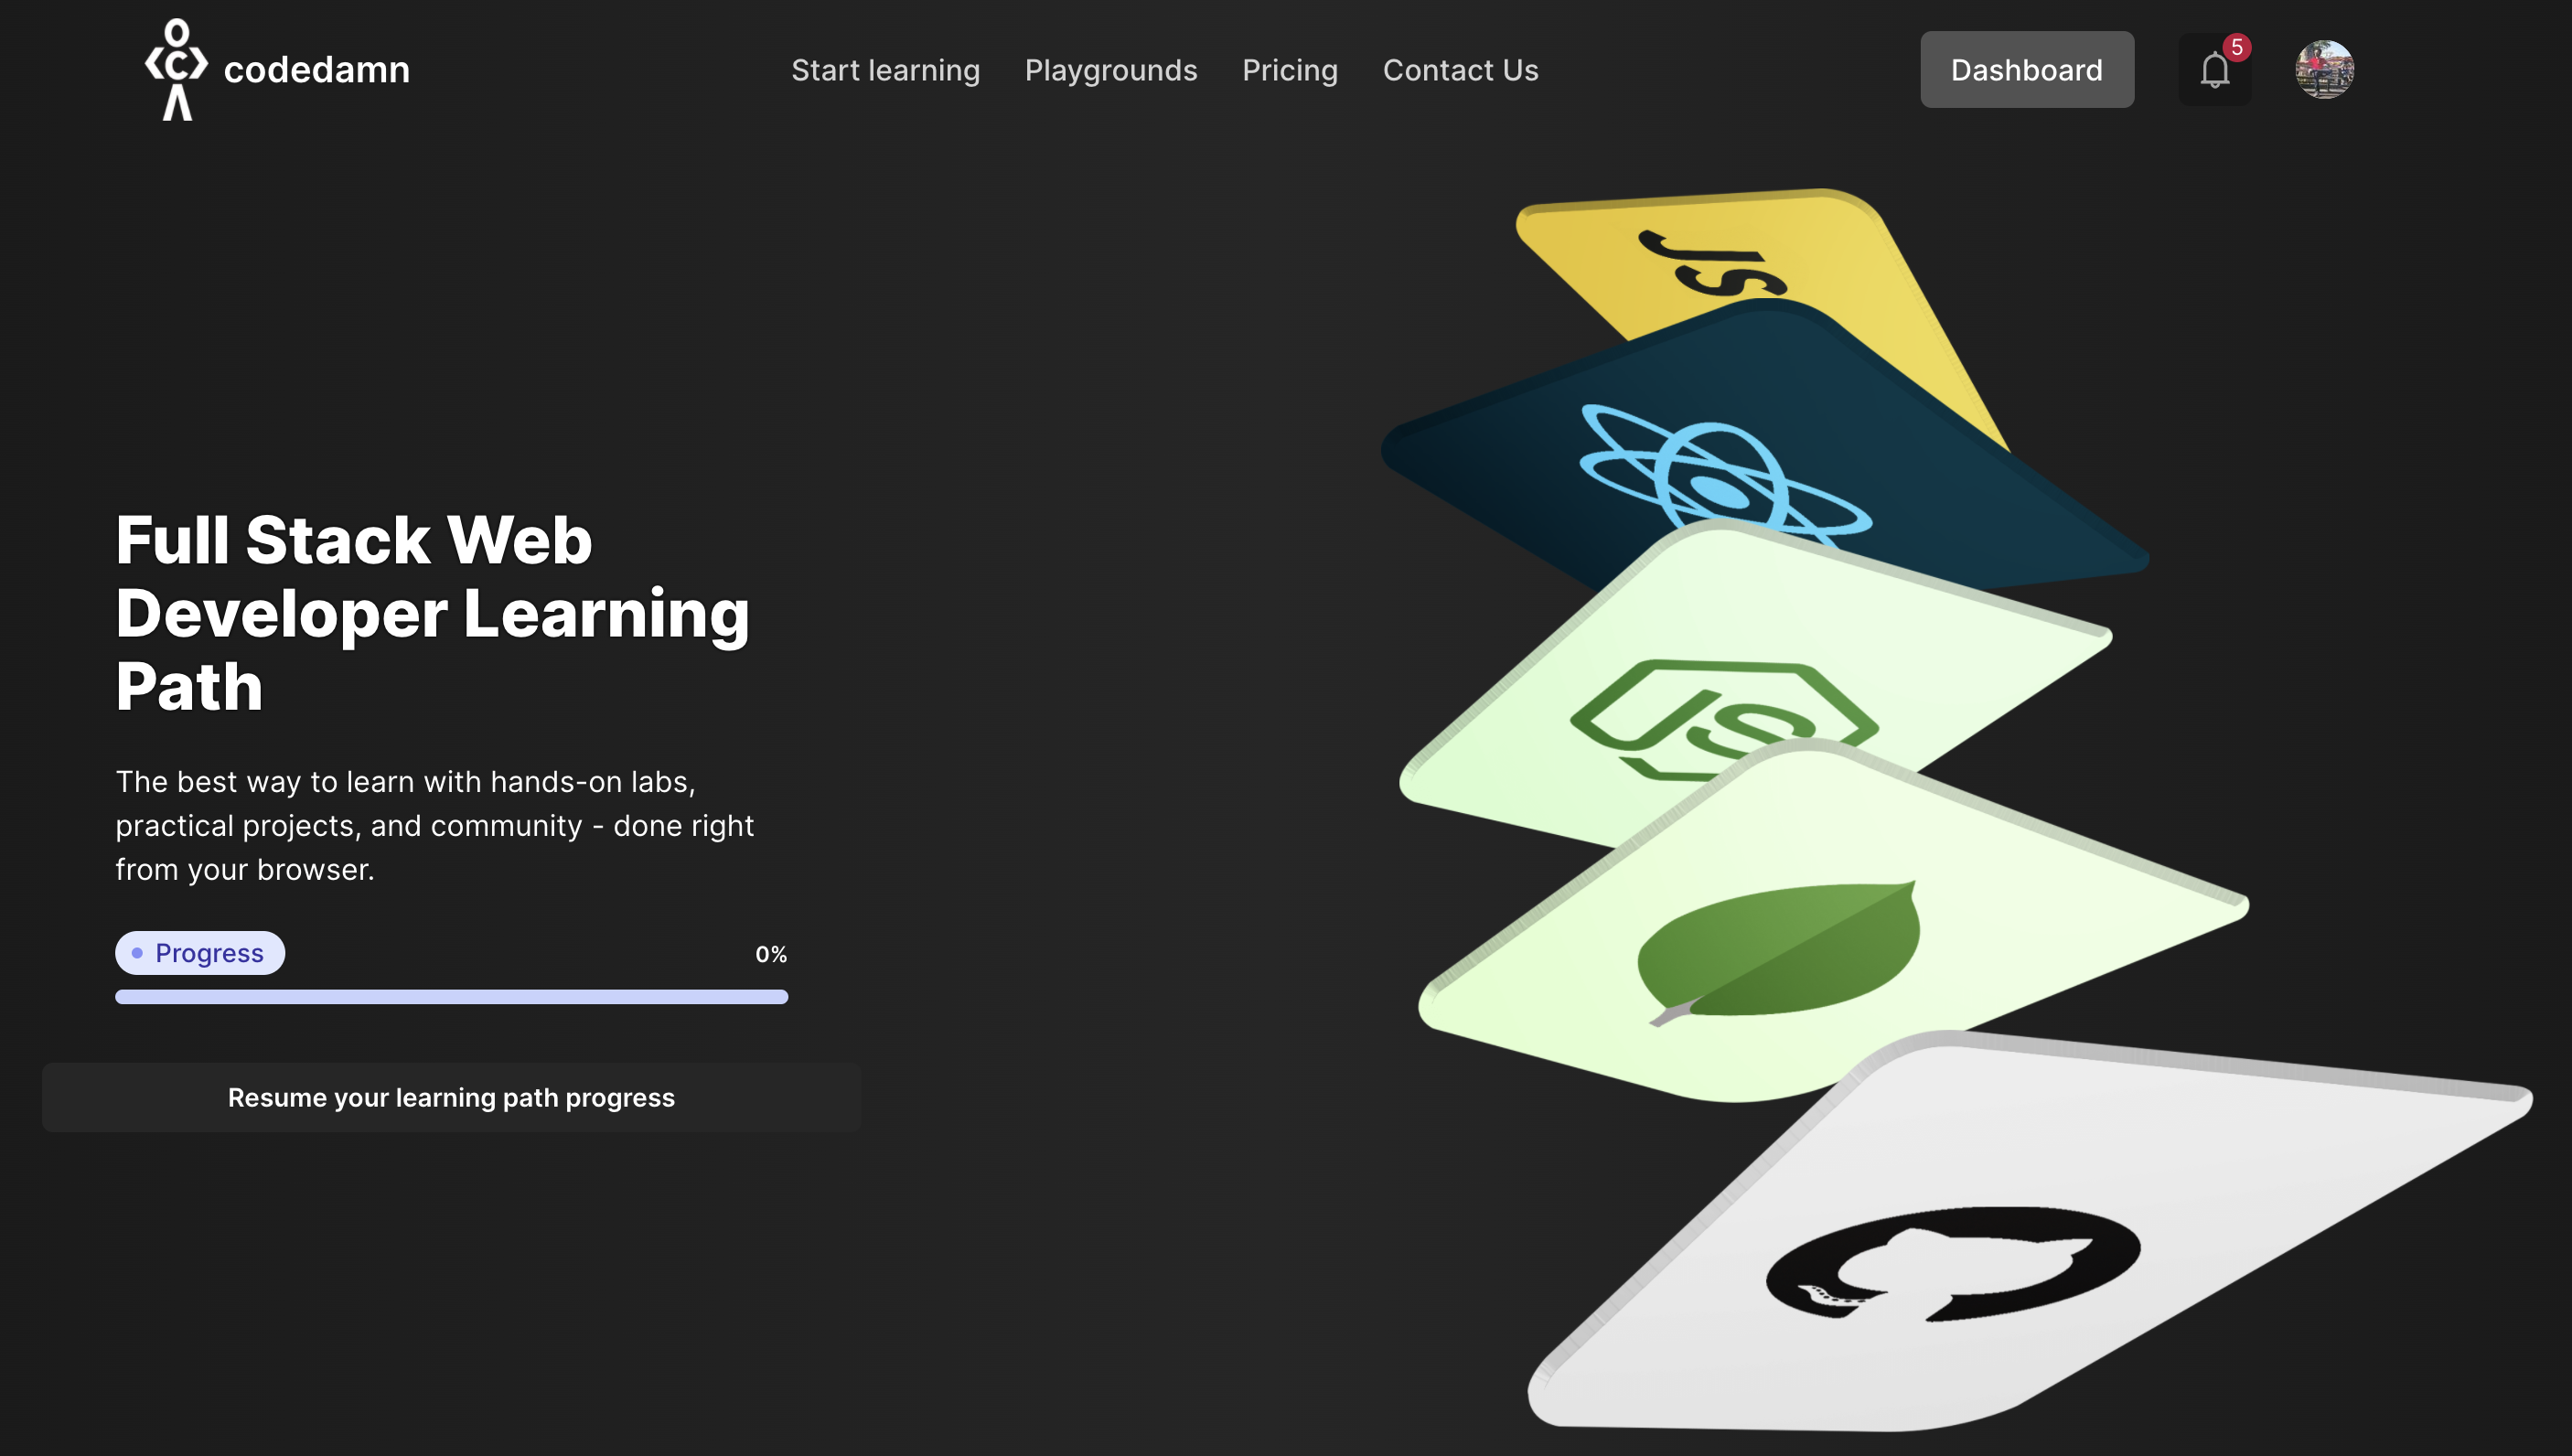 codedamn
Start learning
Playgrounds
Pricing
Contact Us
Dashboard
5
JS
Full Stack Web
Developer Learning
Path
The best way to learn with hands-on labs,
practical projects, and community - done right
from your browser.
Progress
0%
Resume your learning path progress
JS